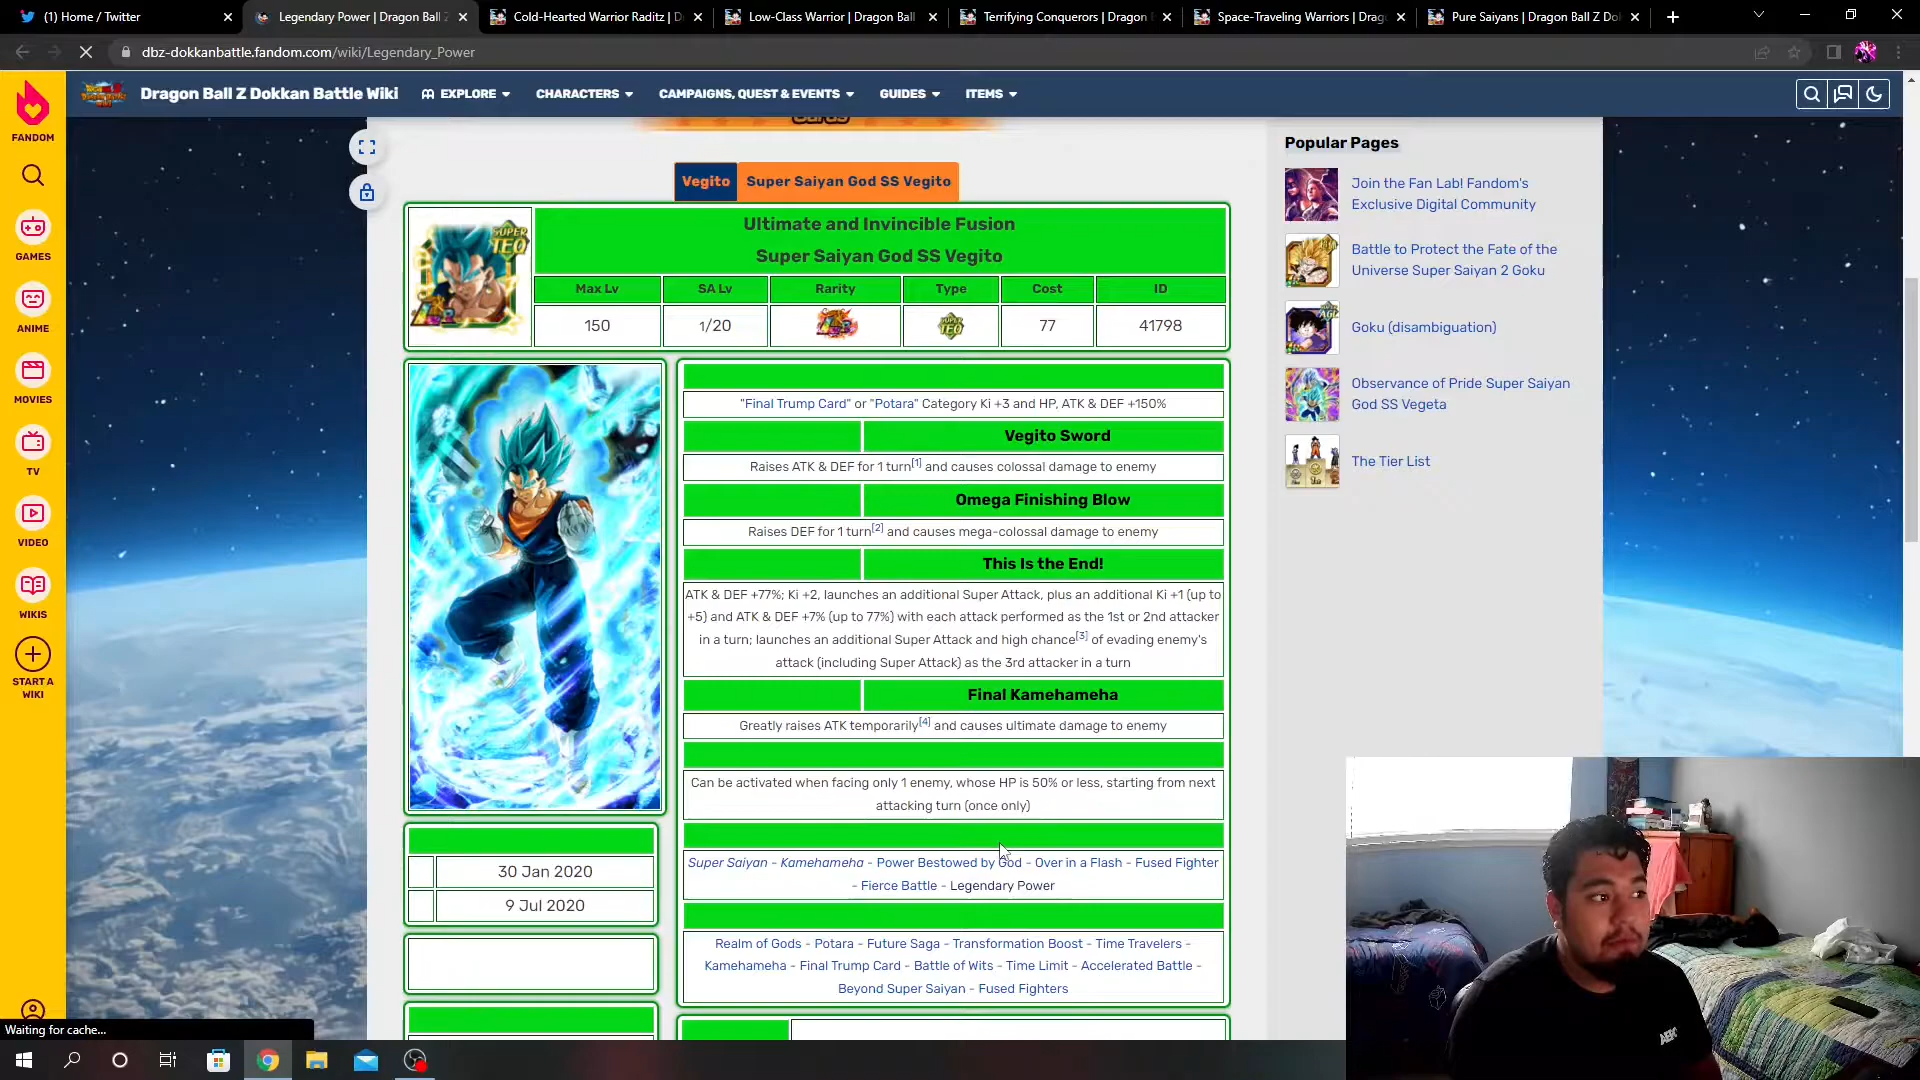 (1) Home / Twitter
Legendary Power | Dragon Ball Z
Cold-Hearted Warrior Raditz | D
Low-Class Warrior | Dragon Ball
Terrifying Conquerors | Dragon
Space-Traveling Warriors | Drag
Pure Saiyans | Dragon Ball Z Do
dbz-dokkanbattle.fandom.com/wiki/Legendary_Power
FANDOM
GAMES
ANIME
MOVIES
TV
VIDEO
WIKIS
START A
WIKI
Dragon Ball Z Dokkan Battle Wiki
EXPLORE
CHARACTERS
CAMPAIGNS, QUEST & EVENTS
GUIDES
ITEMS
Cards
Vegito
Super Saiyan God SS Vegito
Ultimate and Invincible Fusion
Super Saiyan God SS Vegito
Max Lv
SA Lv
Rarity
Type
Cost
ID
150
1/20
77
41798
SUPER
TEQ
LR
SUPER
TEQ
"Final Trump Card" or "Potara" Category Ki +3 and HP, ATK & DEF +150%
Vegito Sword
Raises ATK & DEF for 1 turn[1] and causes colossal damage to enemy
Omega Finishing Blow
Raises DEF for 1 turn[2] and causes mega-colossal damage to enemy
This Is the End!
ATK & DEF +77%; Ki +2, launches an additional Super Attack, plus an additional Ki +1 (up to
+5) and ATK & DEF +7% (up to 77%) with each attack performed as the 1st or 2nd attacker
in a turn; launches an additional Super Attack and high chance[3] of evading enemy's
attack (including Super Attack) as the 3rd attacker in a turn
Final Kamehameha
Greatly raises ATK temporarily[4] and causes ultimate damage to enemy
Can be activated when facing only 1 enemy, whose HP is 50% or less, starting from next
attacking turn (once only)
Super Saiyan - Kamehameha - Power Bestowed by God - Over in a Flash - Fused Fighter
- Fierce Battle - Legendary Power
Realm of Gods - Potara - Future Saga - Transformation Boost - Time Travelers -
Kamehameha - Final Trump Card - Battle of Wits - Time Limit - Accelerated Battle -
Beyond Super Saiyan - Fused Fighters
30 Jan 2020
9 Jul 2020
Popular Pages
Join the Fan Lab! Fandom's
Exclusive Digital Community
Battle to Protect the Fate of the
Universe Super Saiyan 2 Goku
Goku (disambiguation)
Observance of Pride Super Saiyan
God SS Vegeta
The Tier List
Waiting for cache...